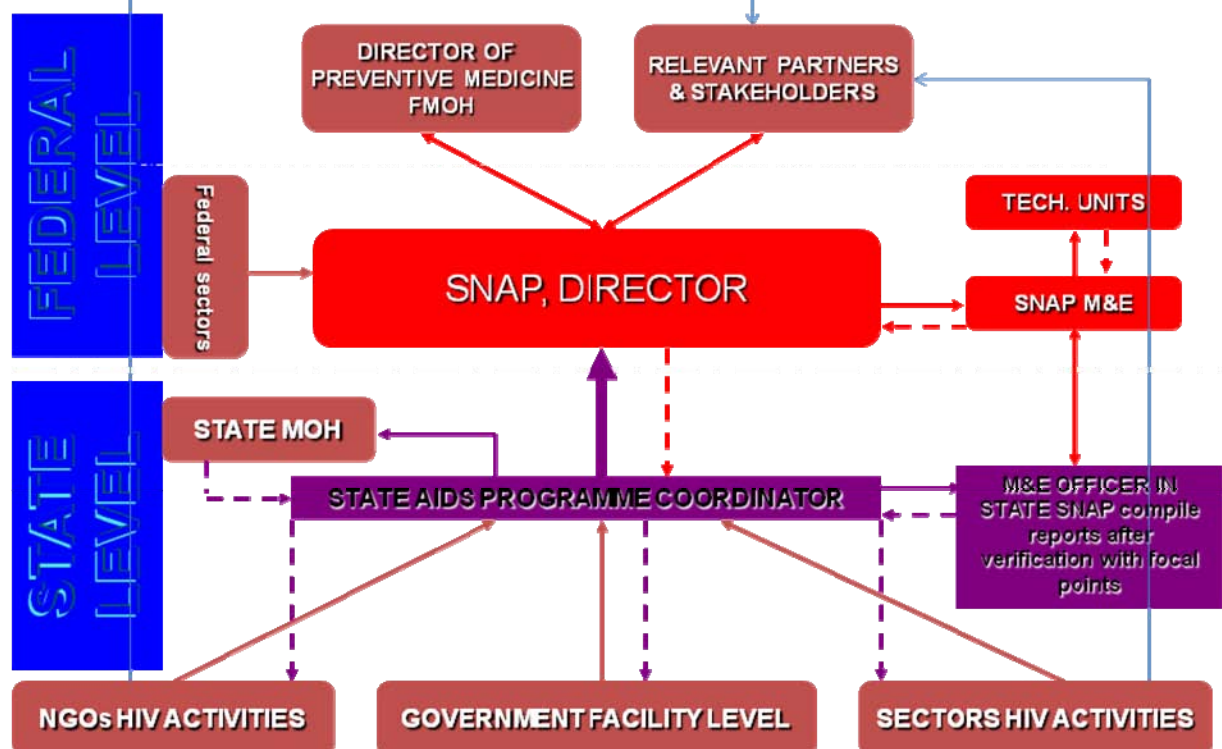 FEDERAL
LEVEL
DIRECTOR OF
PREVENTIVE MEDICINE
FMOH
RELEVANT PARTNERS
& STAKEHOLDERS
Federal sectors
TECH. UNITS
SNAP, DIRECTOR
SNAP M&E
STATE
LEVEL
STATE MOH
STATE AIDS PROGRAMME COORDINATOR
M&E OFFICER IN
STATE SNAP compile
reports after
verification with focal
points
NGOs HIV ACTIVITIES
GOVERNMENT FACILITY LEVEL
SECTORS HIV ACTIVITIES